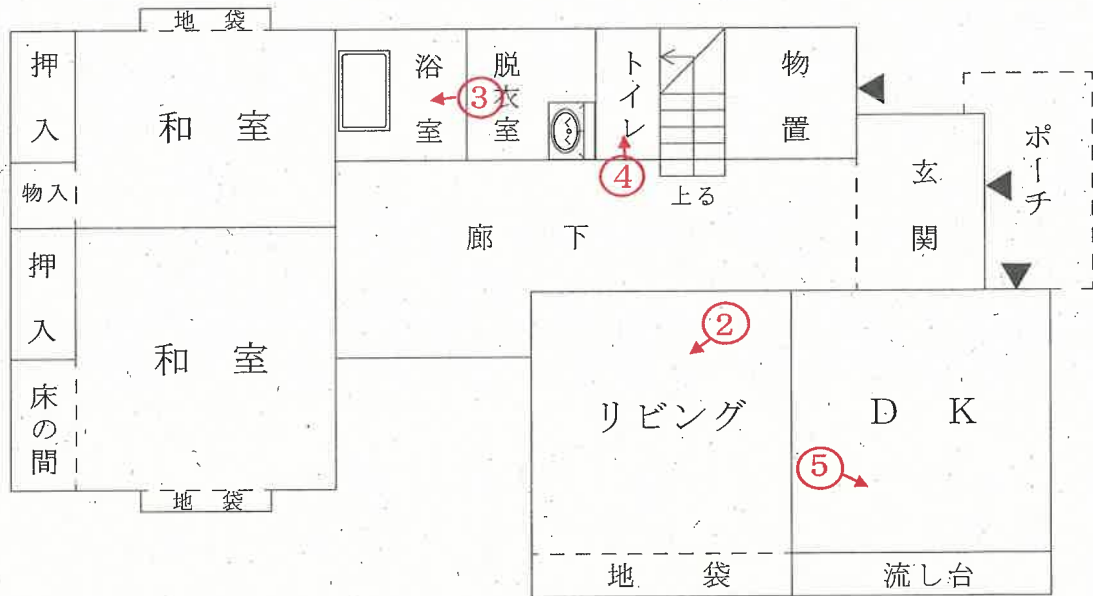 地袋
押入
和室
浴室
③
脱衣室
トイレ
④
物置
ポーチ
玄関
物入
上る
廊下
押入
和室
床の間
地袋
②
リビング
DK
⑤
地袋
流し台